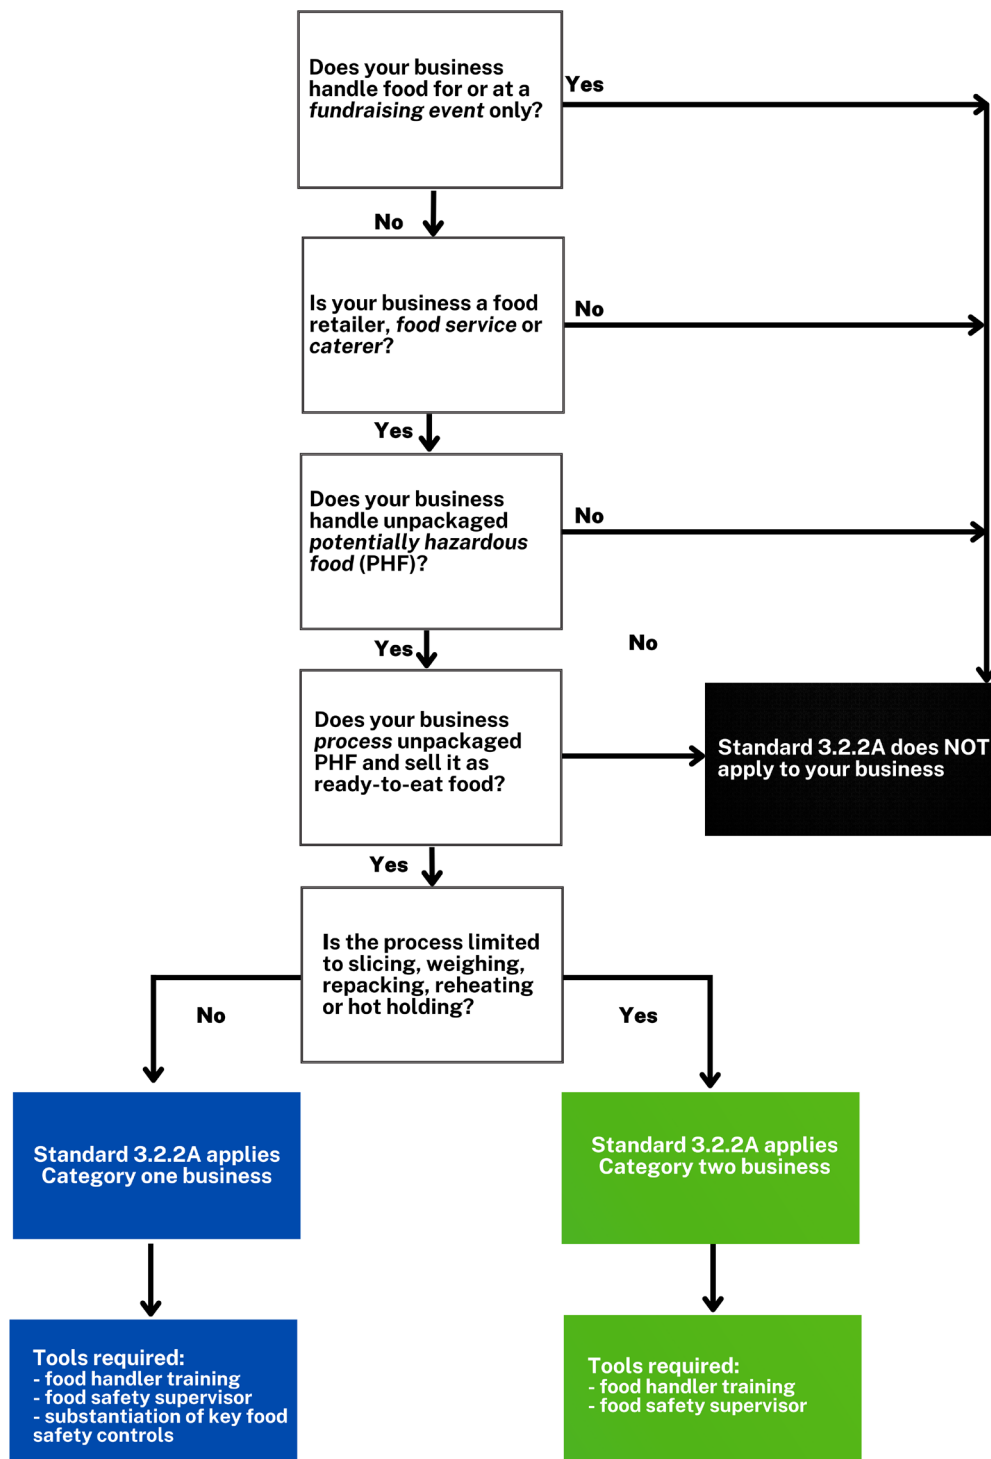 Does your business
handle food for or at a
fundraising event only?
Yes
No
Is your business a food
retailer, food service or
caterer?
No
Yes
Does your business
handle unpackaged
potentially hazardous
food (PHF)?
No
Yes
No
Does your business
process unpackaged
PHF and sell it as
ready-to-eat food?
Standard 3.2.2A does NOT
apply to your business
Yes
Is the process limited
to slicing, weighing,
repacking, reheating
or hot holding?
No
Yes
Standard 3.2.2A applies
Category one business
Standard 3.2.2A applies
Category two business
Tools required:
- food handler training
- food safety supervisor
- substantiation of key food
safety controls
Tools required:
- food handler training
- food safety supervisor